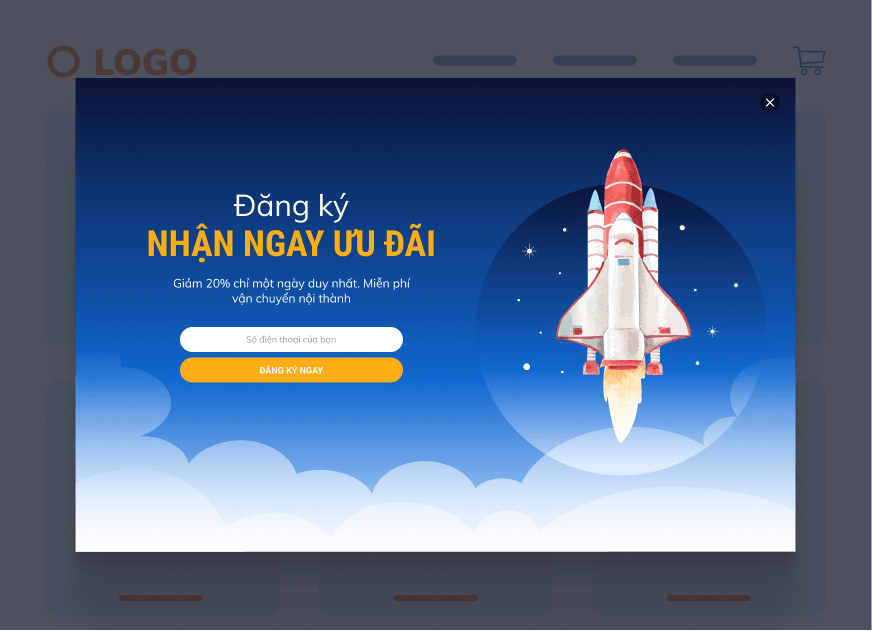 LOGO
Đăng ký
NHẬN NGAY ƯU ĐÃI
Giảm 20% chỉ một ngày duy nhất. Miễn phí
vận chuyển nội thành
Số điện thoại của bạn
ĐĂNG KÝ NGAY